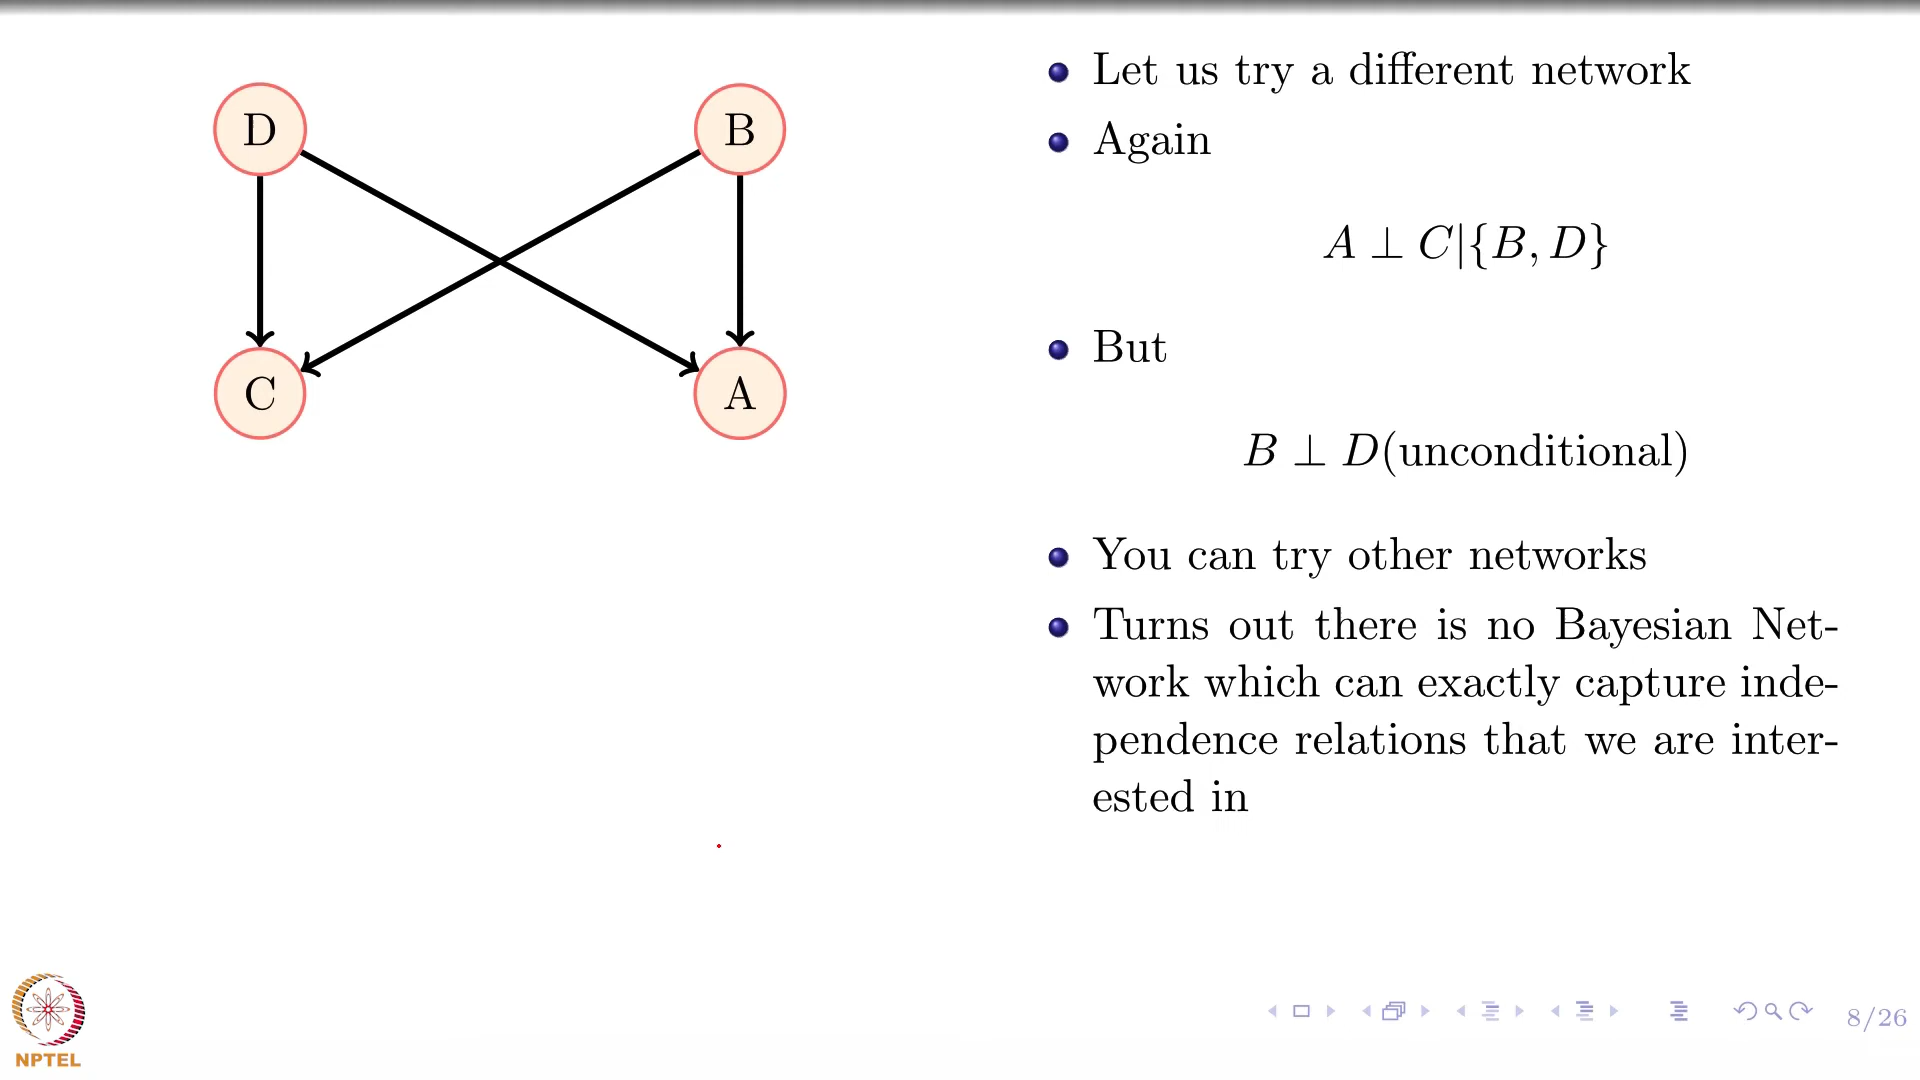 D
B
C
A
Let us try a different network
Again
A ⊥ C|{B, D}
But
B ⊥ D(unconditional)
You can try other networks
Turns out there is no Bayesian Net-
work which can exactly capture inde-
pendence relations that we are inter-
ested in
NPTEL
8/26